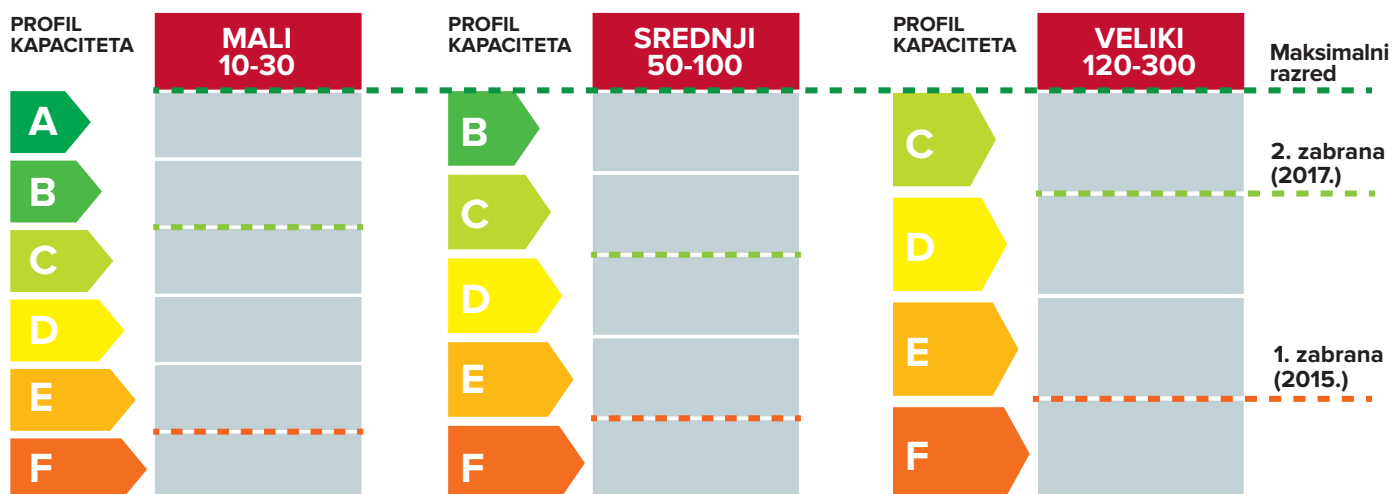 PROFIL
KAPACITETA
MALI
10-30
A
B
C
D
E
F
PROFIL
KAPACITETA
SREDNJI
50-100
B
C
D
E
F
PROFIL
KAPACITETA
VELIKI
120-300
C
D
E
F
Maksimalni
razred
2. zabrana
(2017.)
1. zabrana
(2015.)